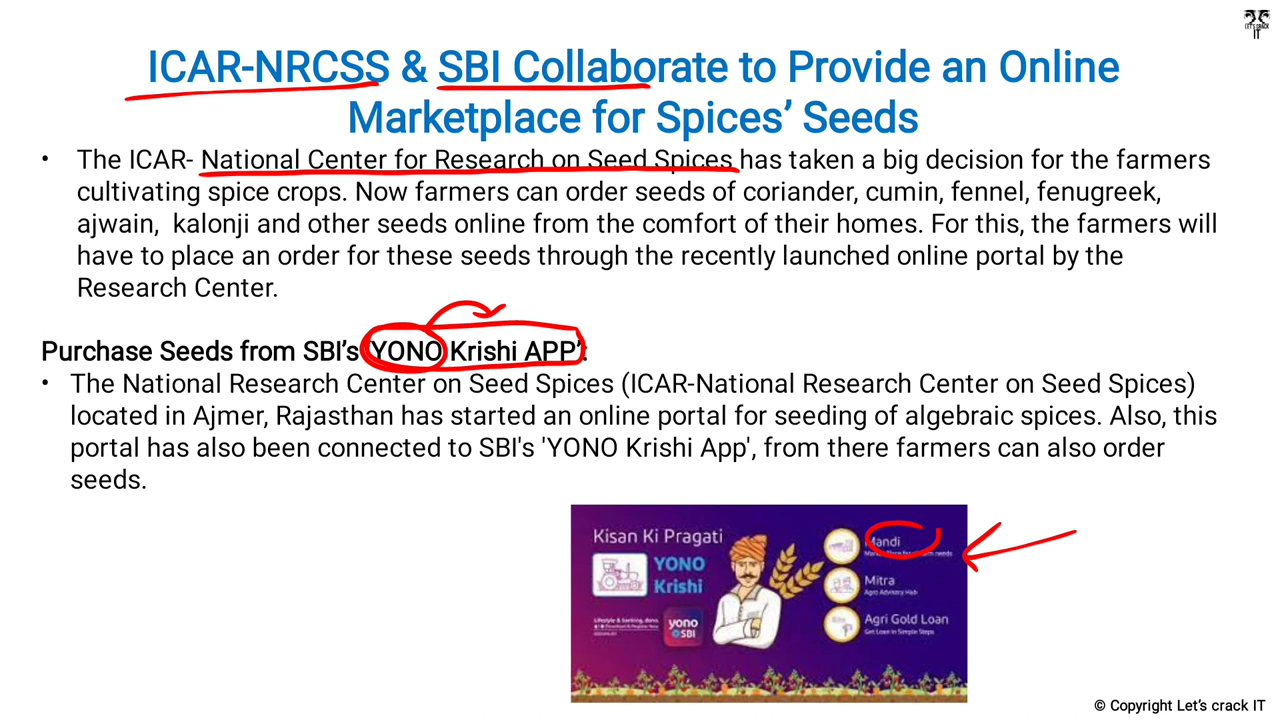 LET'S CRACK
IT
ICAR-NRCSS & SBI Collaborate to Provide an Online
Marketplace for Spices’ Seeds
• The ICAR- National Center for Research on Seed Spices has taken a big decision for the farmers
cultivating spice crops. Now farmers can order seeds of coriander, cumin, fennel, fenugreek,
ajwain, kalonji and other seeds online from the comfort of their homes. For this, the farmers will
have to place an order for these seeds through the recently launched online portal by the
Research Center.
Purchase Seeds from SBI’s ‘YONO Krishi APP’:
• The National Research Center on Seed Spices (ICAR-National Research Center on Seed Spices)
located in Ajmer, Rajasthan has started an online portal for seeding of algebraic spices. Also, this
portal has also been connected to SBI's 'YONO Krishi App', from there farmers can also order
seeds.
Kisan Ki Pragati
YONO
Krishi
Lifestyle & banking, dono.
yono
SBI
Mandi
needs
Mitra
Agro Advisory Hub
Agri Gold Loan
Get Loan in Simple Steps
© Copyright Let’s crack IT